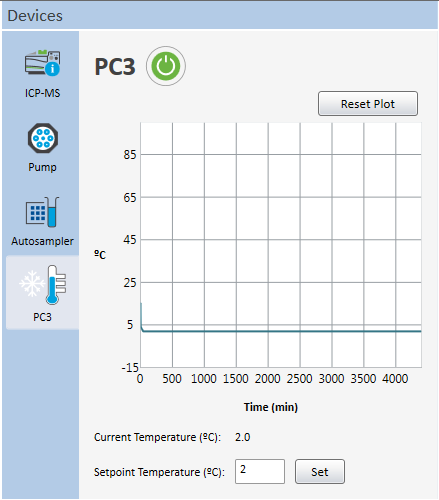 Devices
ICP-MS
Pump
Autosampler
PC3
PC3
Reset Plot
ºC
85
65
45
25
5
-15
0 500 1000 1500 2000 2500 3000 3500 4000
Time (min)
Current Temperature (ºC): 2.0
Setpoint Temperature (ºC): 2 Set